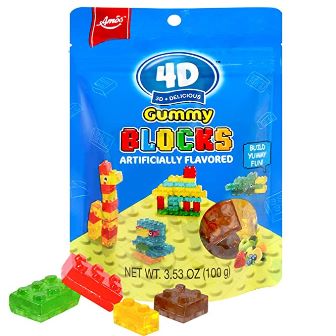 Amos
4D
3D + DELICIOUS
Gummy
BLOCKS
ARTIFICIALLY FLAVORED
BUILD
YUMMY
FUN!
NET WT. 3.53 OZ (100 g)